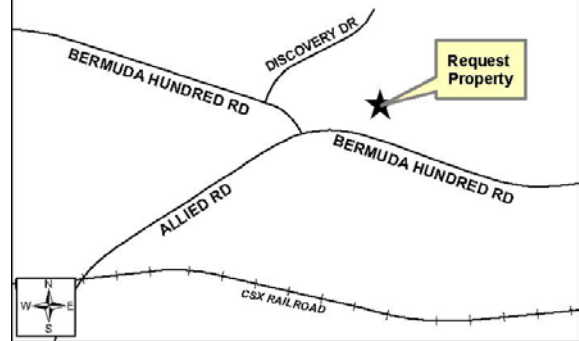 DISCOVERY DR
Request
Property
BERMUDA HUNDRED RD
BERMUDA HUNDRED RD
ALLIED RD
N
W E
S
CSX RAILROAD